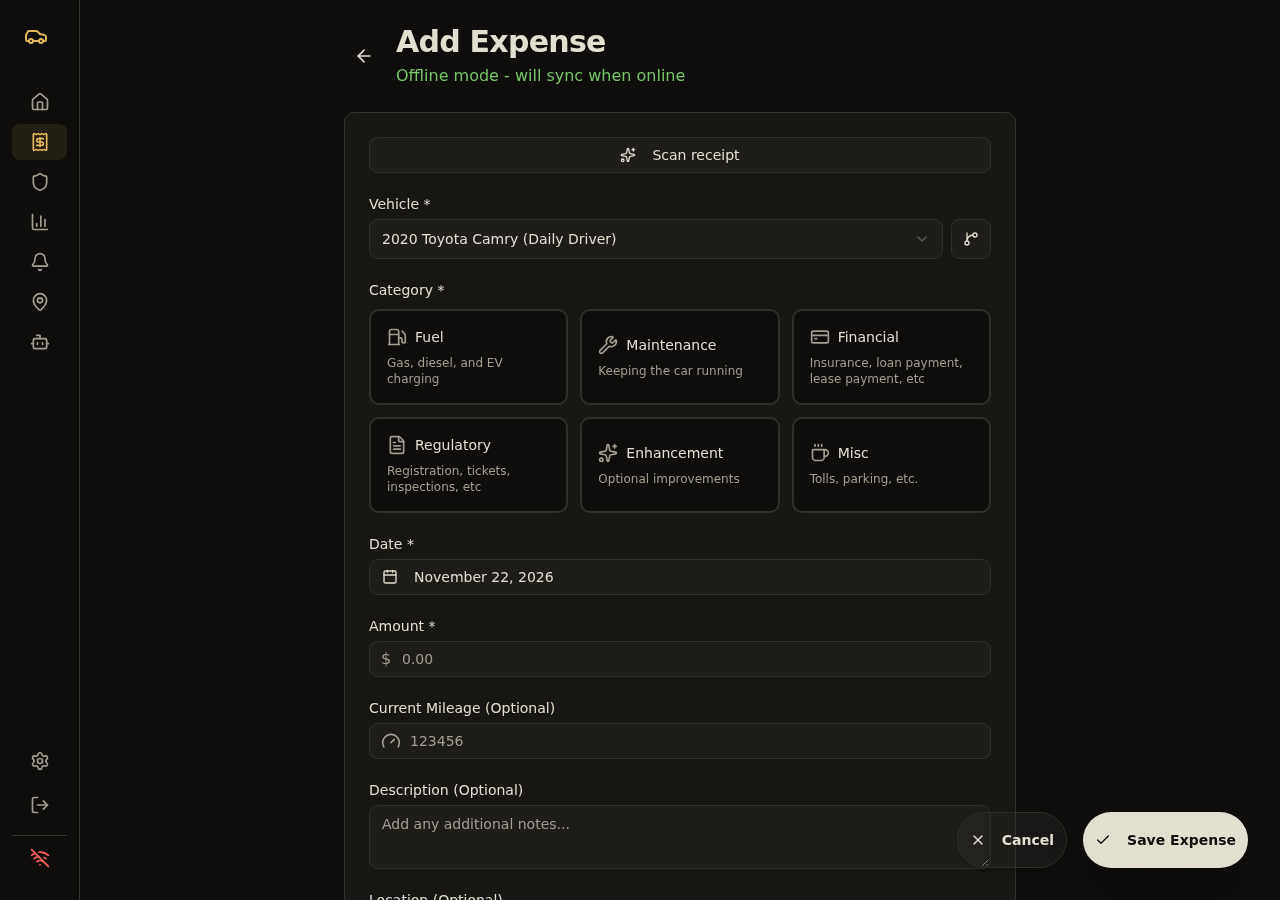 Add Expense
Offline mode - will sync when online
Scan receipt
Vehicle *
2020 Toyota Camry (Daily Driver)
Category *
Fuel
Gas, diesel, and EV
charging
Maintenance
Keeping the car running
Financial
Insurance, loan payment,
lease payment, etc
Regulatory
Registration, tickets,
inspections, etc
Enhancement
Optional improvements
Misc
Tolls, parking, etc.
Date *
November 22, 2026
Amount *
$ 0.00
Current Mileage (Optional)
123456
Description (Optional)
Add any additional notes...
Cancel
Save Expense
Location (Optional)